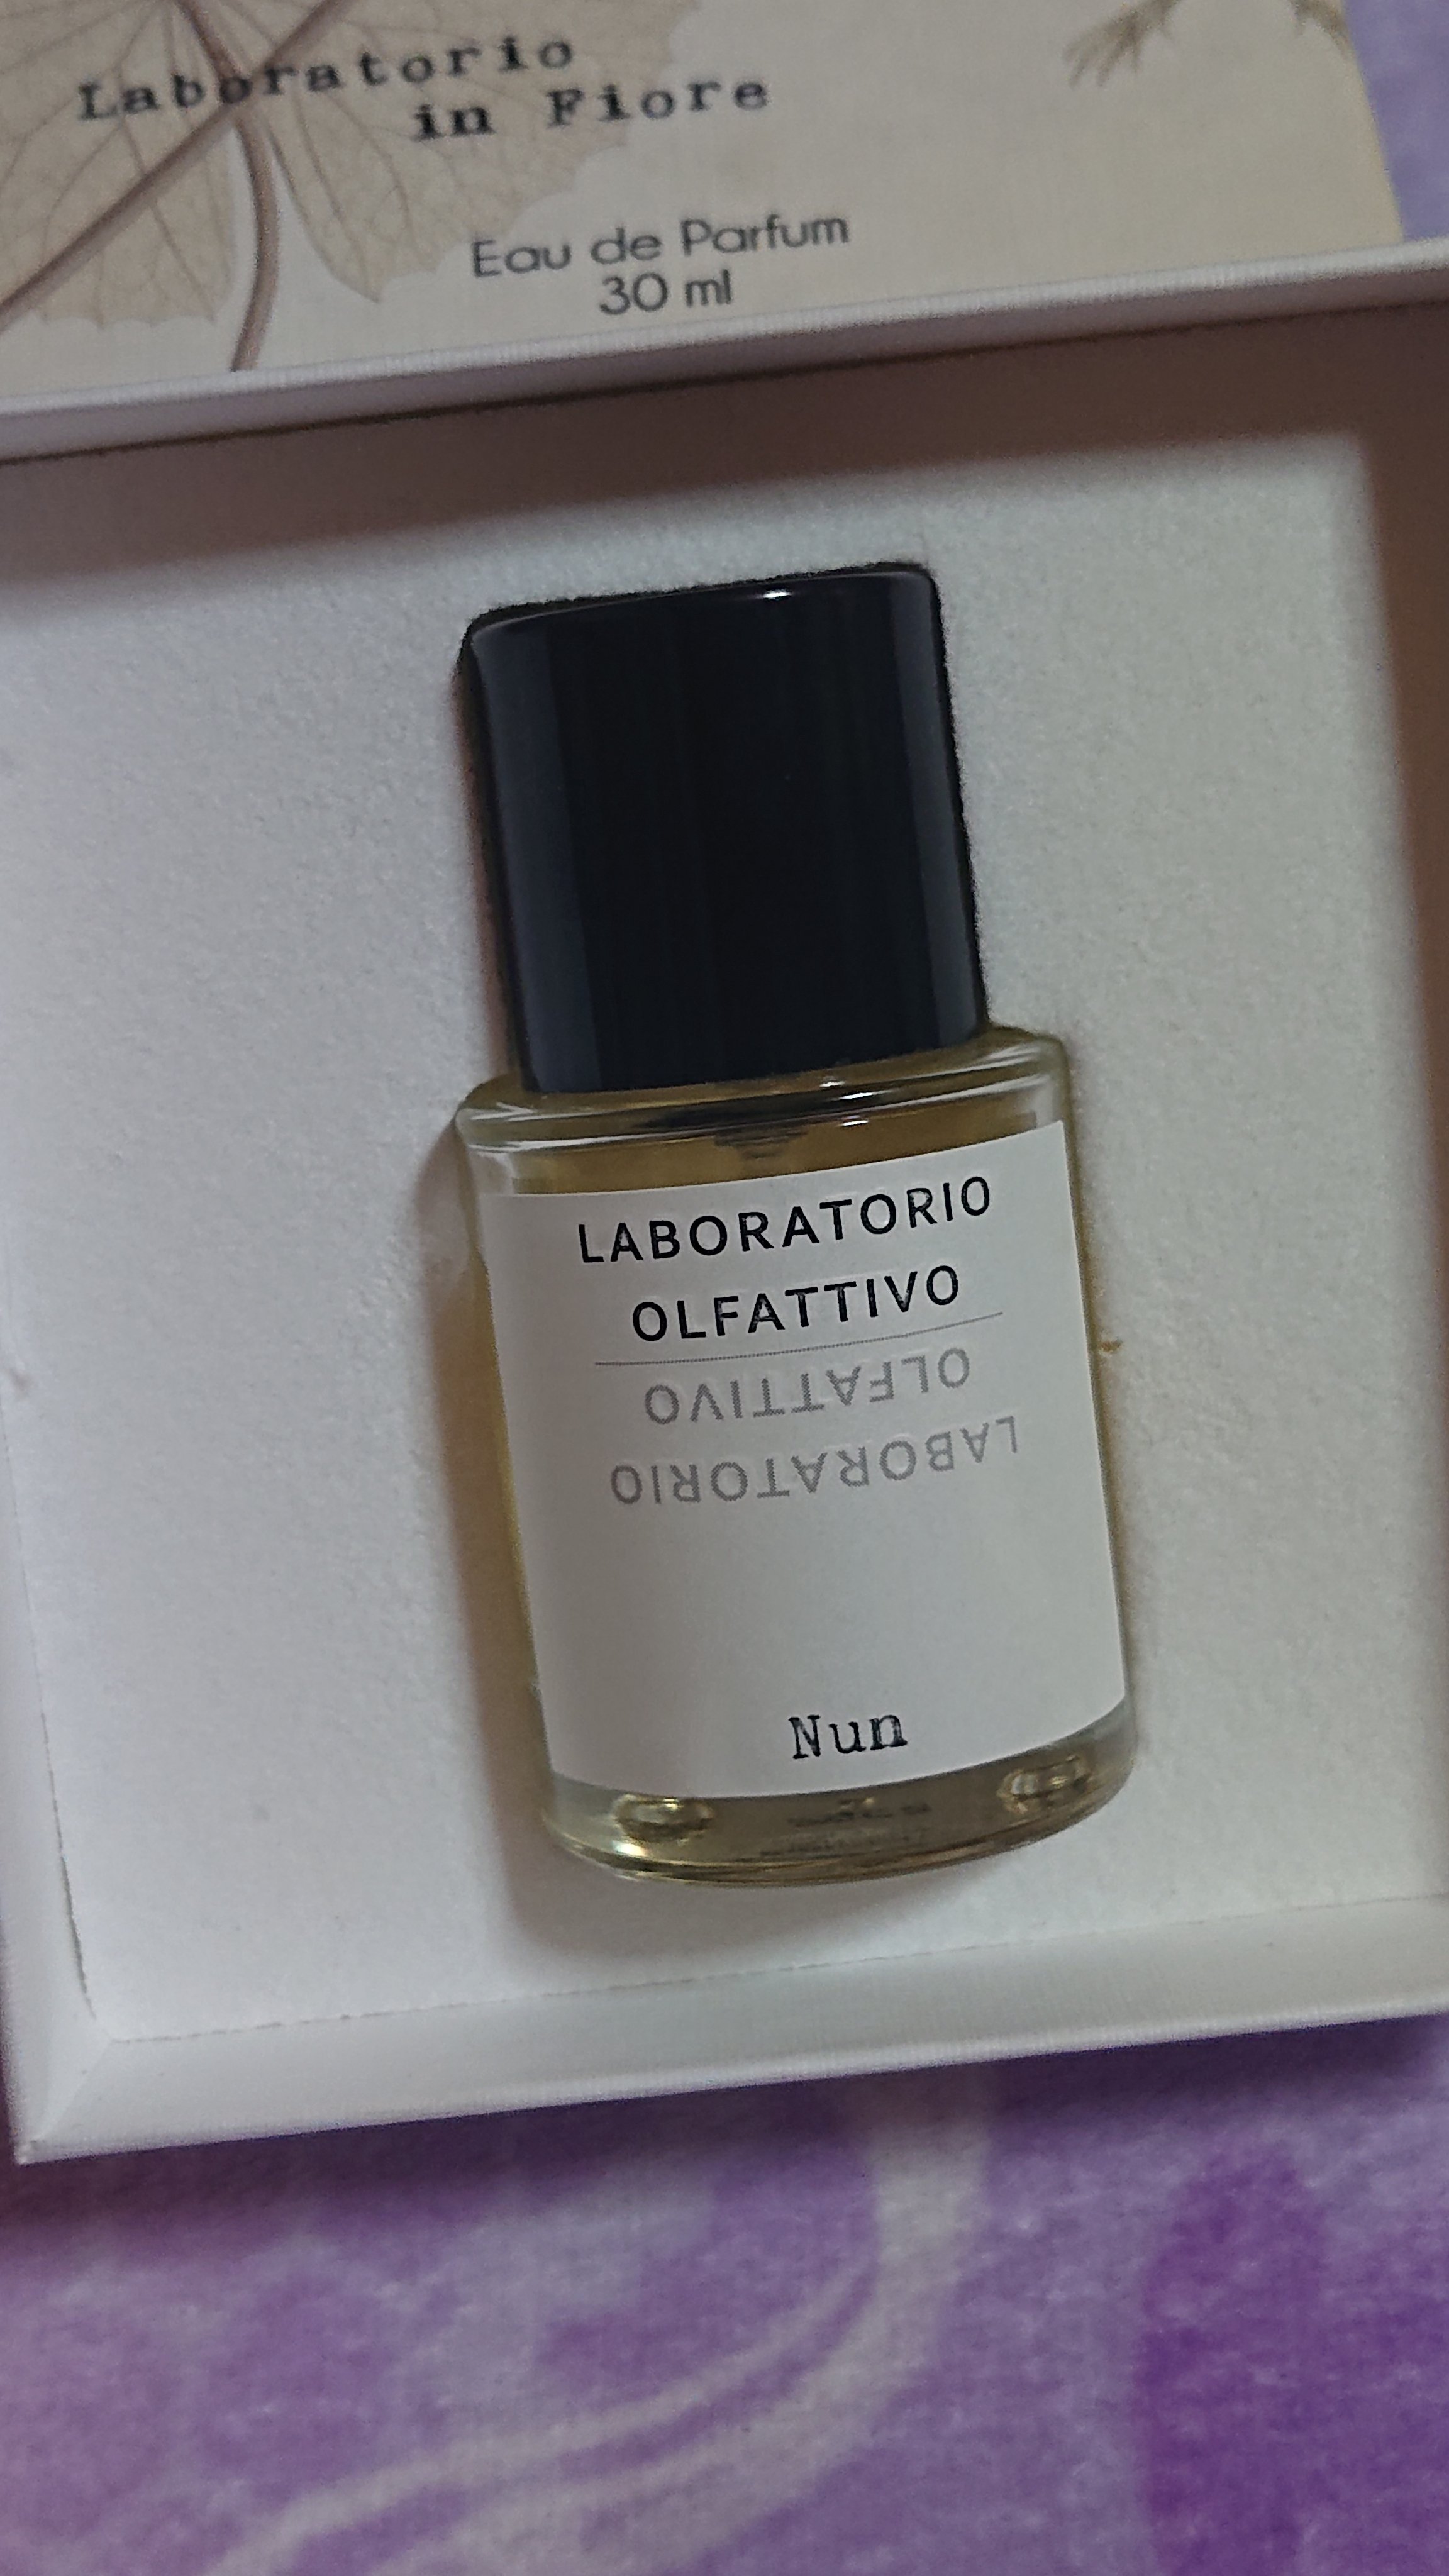 Laboratorio
in Fiore
Eau de Parfum
30 ml
LABORATORIO
OLFATTIVO
OLFATTIVO
LABORATORIO
Nun